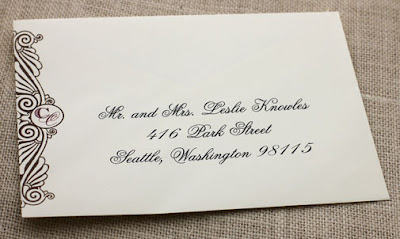 Mr. and Mrs. Leslie Knowles
416 Park Street
Seattle, Washington 98115